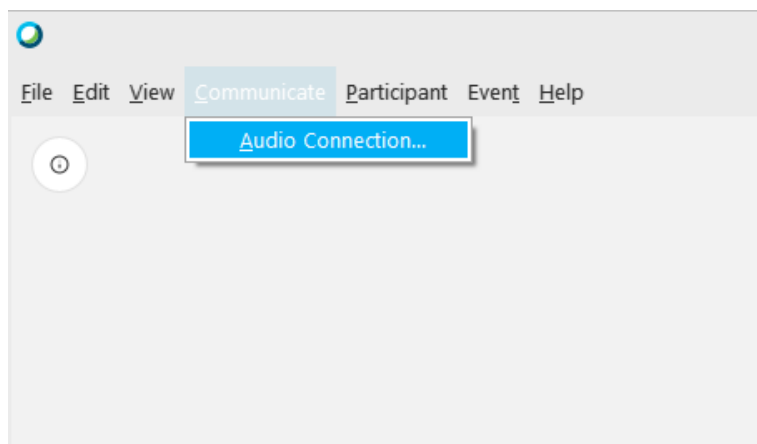 File Edit View Communicate Participant Event Help
Audio Connection...